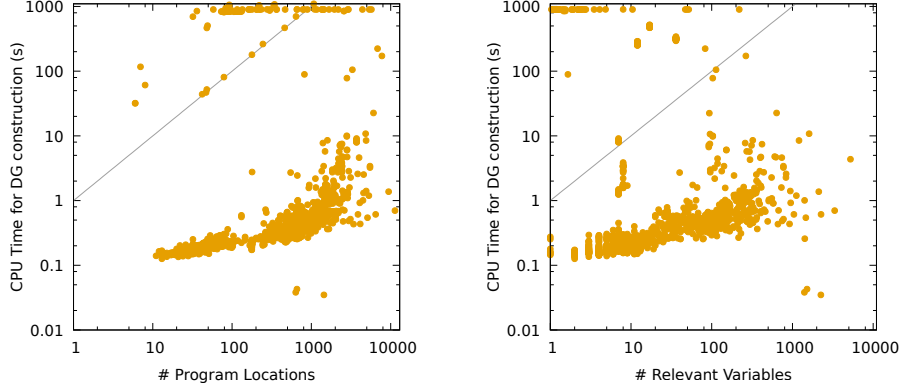 CPU Time for DG construction (s)
1000
100
10
1
0.1
0.01
1 10 100 1000 10000
# Program Locations
CPU Time for DG construction (s)
1000
100
10
1
0.1
0.01
1 10 100 1000 10000
# Relevant Variables